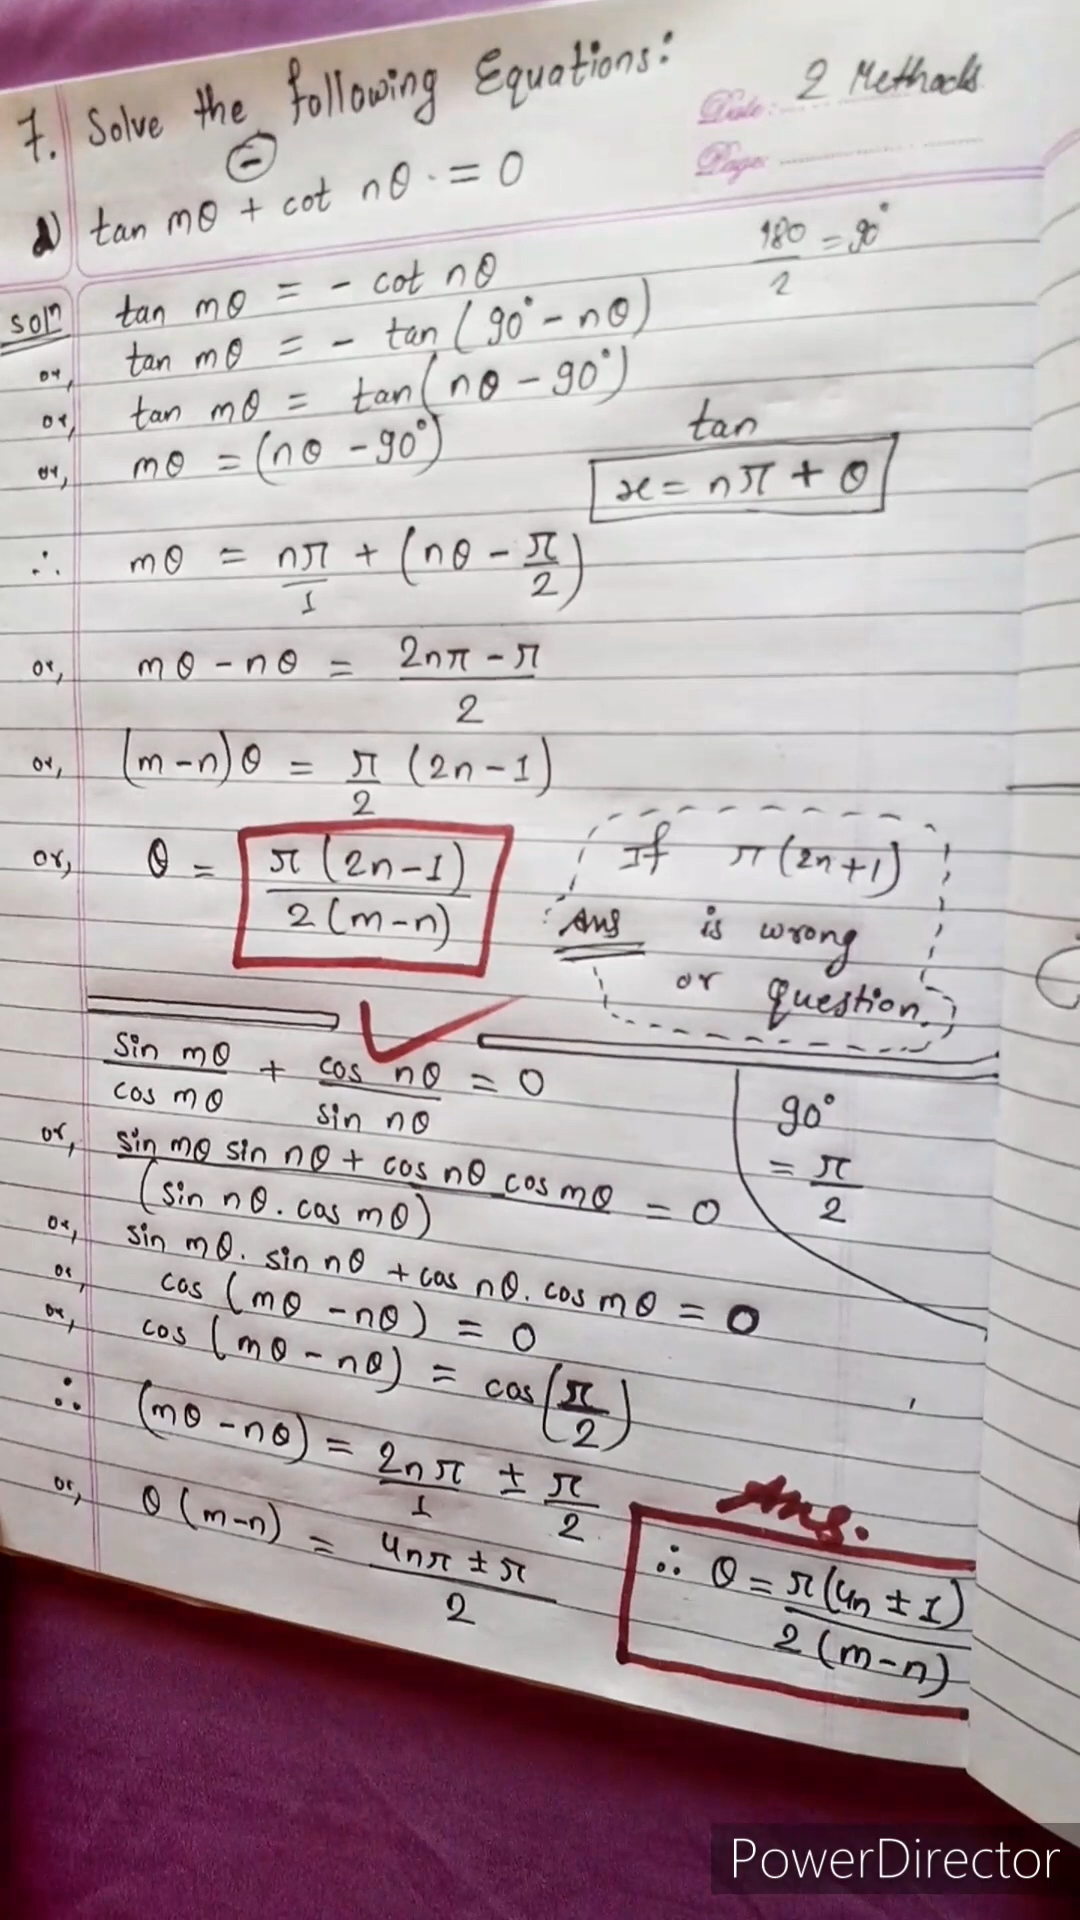 7. Solve the following Equations:
2 Methods
Date:
Page:
(-)
a) tan mθ + cot nθ. = 0
180/2 = 90°
soln tan mθ = - cot nθ
or, tan mθ = - tan (90° - nθ)
or, tan mθ = tan (nθ - 90°)
or, mθ = (nθ - 90°)
tan
x = nπ + θ
∴ mθ = nπ/1 + (nθ - π/2)
or, mθ - nθ = 2nπ - π / 2
or, (m-n)θ = π/2 (2n-1)
or, θ = π(2n-1) / 2(m-n)
If π(2n+1)
Ans is wrong
or question.
sin mθ / cos mθ + cos nθ / sin nθ = 0
or, sin mθ sin nθ + cos nθ cos mθ / (sin nθ. cos mθ) = 0
90°
= π/2
or, sin mθ. sin nθ + cos nθ. cos mθ = 0
or, cos (mθ - nθ) = 0
or, cos (mθ - nθ) = cos (π/2)
∴ (mθ - nθ) = 2nπ/1 ± π/2
or, θ(m-n) = 4nπ ± π / 2
Ans.
∴ θ = π(4n ± 1) / 2(m-n)
PowerDirector